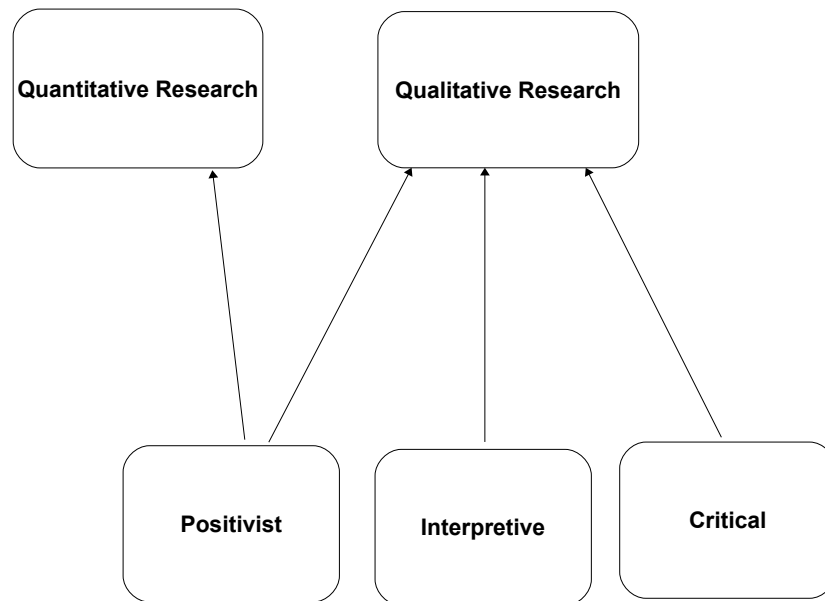 Quantitative Research
Qualitative Research
Positivist
Interpretive
Critical